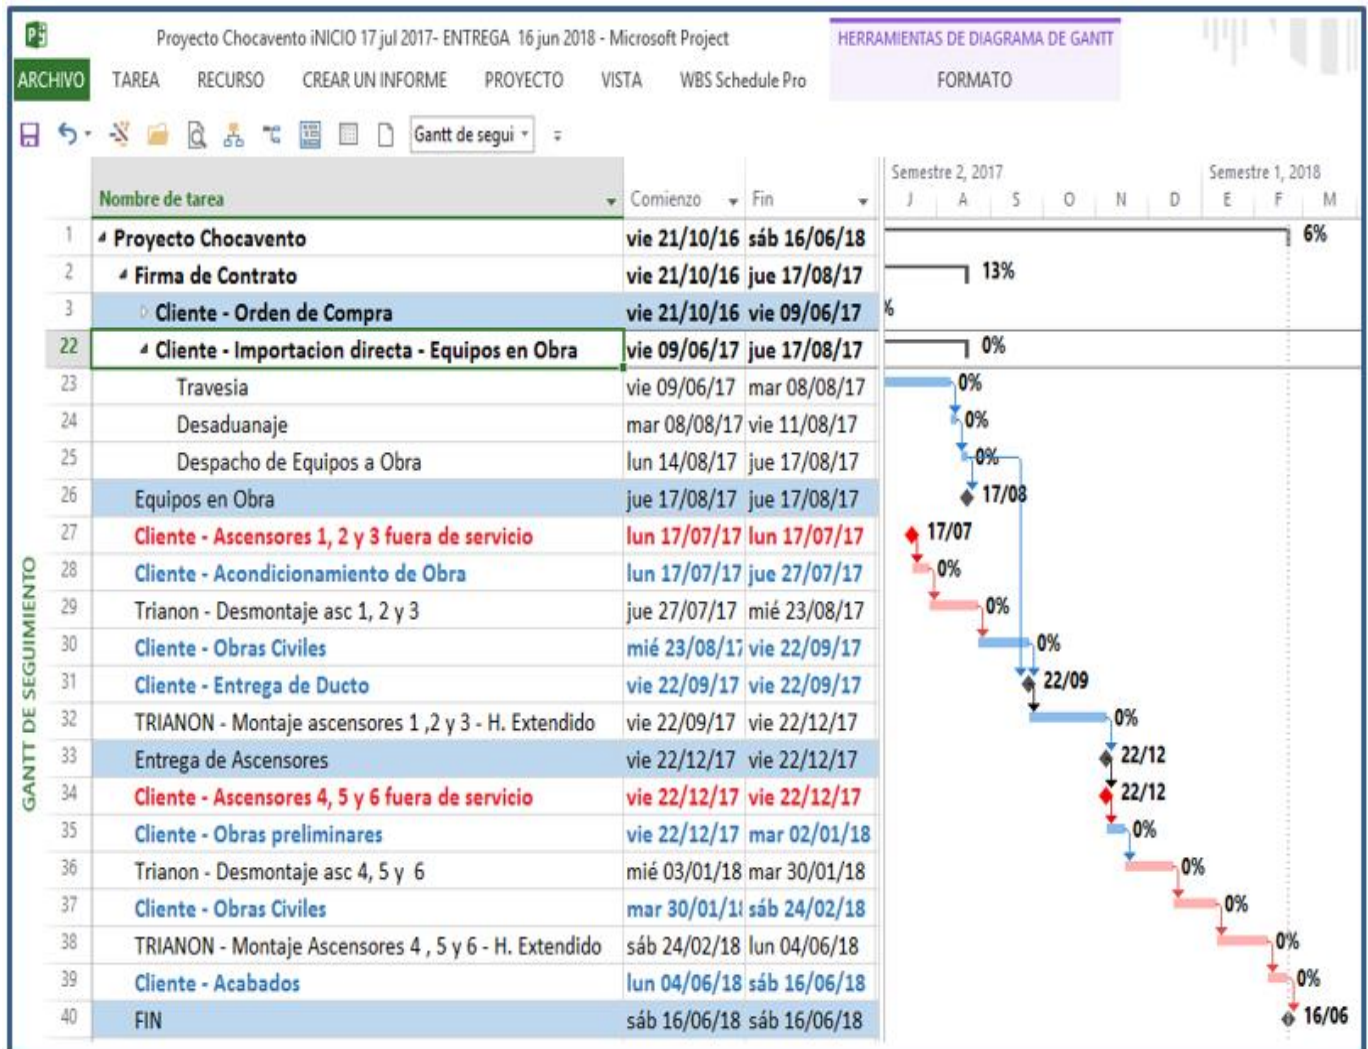 Proyecto Chocavento iNICIO 17 jul 2017- ENTREGA 16 jun 2018 - Microsoft Project
HERRAMIENTAS DE DIAGRAMA DE GANTT
ARCHIVO TAREA RECURSO CREAR UN INFORME PROYECTO VISTA WBS Schedule Pro FORMATO
Gantt de segui
Semestre 2, 2017 Semestre 1, 2018
Nombre de tarea Comienzo Fin J A S O N D E F M
1 Proyecto Chocavento vie 21/10/16 sáb 16/06/18 6%
2 Firma de Contrato vie 21/10/16 jue 17/08/17 13%
3 Cliente - Orden de Compra vie 21/10/16 vie 09/06/17 %
22 Cliente - Importacion directa - Equipos en Obra vie 09/06/17 jue 17/08/17 0%
23 Travesia vie 09/06/17 mar 08/08/17 0%
24 Desaduanaje mar 08/08/17 vie 11/08/17 0%
25 Despacho de Equipos a Obra lun 14/08/17 jue 17/08/17 0%
26 Equipos en Obra jue 17/08/17 jue 17/08/17 17/08
27 Cliente - Ascensores 1, 2 y 3 fuera de servicio lun 17/07/17 lun 17/07/17 17/07
28 Cliente - Acondicionamiento de Obra lun 17/07/17 jue 27/07/17 0%
29 Trianon - Desmontaje asc 1, 2 y 3 jue 27/07/17 mié 23/08/17 0%
30 Cliente - Obras Civiles mié 23/08/17 vie 22/09/17 0%
31 Cliente - Entrega de Ducto vie 22/09/17 vie 22/09/17 22/09
32 TRIANON - Montaje ascensores 1 ,2 y 3 - H. Extendido vie 22/09/17 vie 22/12/17 0%
33 Entrega de Ascensores vie 22/12/17 vie 22/12/17 22/12
34 Cliente - Ascensores 4, 5 y 6 fuera de servicio vie 22/12/17 vie 22/12/17 22/12
35 Cliente - Obras preliminares vie 22/12/17 mar 02/01/18 0%
36 Trianon - Desmontaje asc 4, 5 y 6 mié 03/01/18 mar 30/01/18 0%
37 Cliente - Obras Civiles mar 30/01/18 sáb 24/02/18 0%
38 TRIANON - Montaje Ascensores 4 , 5 y 6 - H. Extendido sáb 24/02/18 lun 04/06/18 0%
39 Cliente - Acabados lun 04/06/18 sáb 16/06/18 0%
40 FIN sáb 16/06/18 sáb 16/06/18 16/06
GANTT DE SEGUIMIENTO